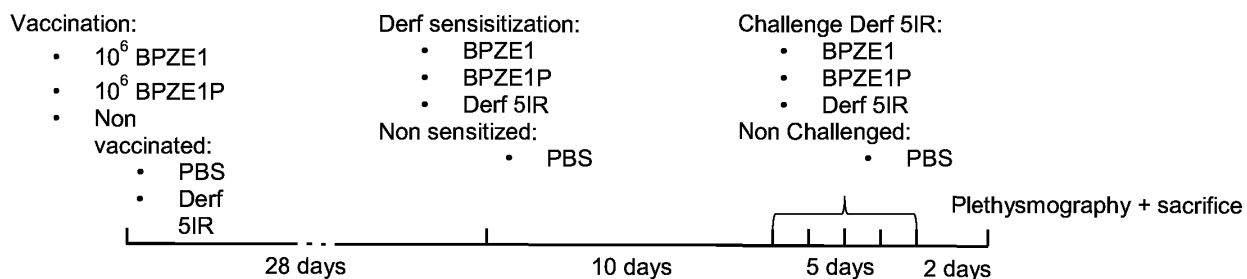 Vaccination:
• 10⁶ BPZE1
• 10⁶ BPZE1P
• Non
vaccinated:
• PBS
• Derf
5IR
Derf sensisitization:
• BPZE1
• BPZE1P
• Derf 5IR
Non sensitized:
• PBS
Challenge Derf 5IR:
• BPZE1
• BPZE1P
• Derf 5IR
Non Challenged:
• PBS
Plethysmography + sacrifice
28 days
10 days
5 days
2 days